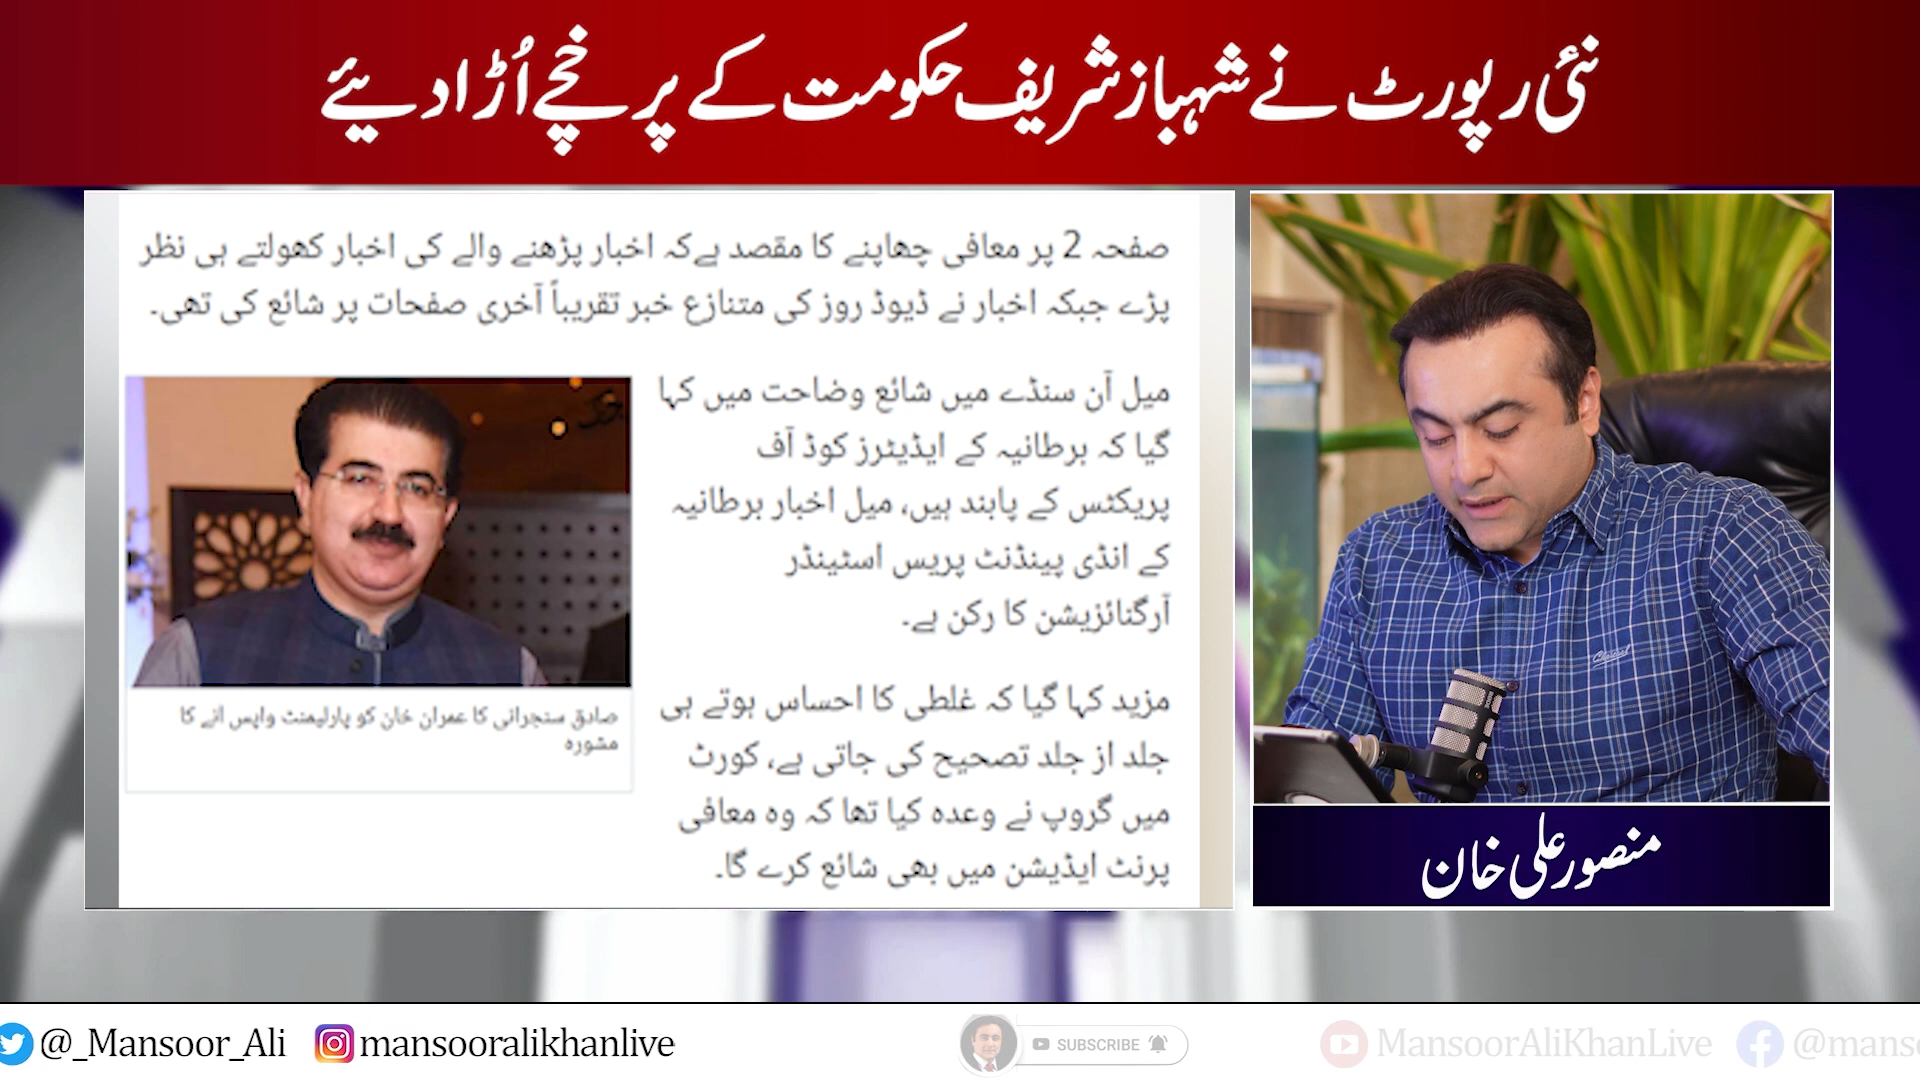 نئی رپورٹ نے شہباز شریف حکومت کے پرخچے اُڑا دیئے
صفحہ 2 پر معافی چھاپنے کا مقصد ہےکہ اخبار پڑھنے والے کی اخبار کھولتے ہی نظر
پڑے جبکہ اخبار نے ڈیوڈ روز کی متنازع خبر تقریباً آخری صفحات پر شائع کی تھی۔
میل آن سنڈے میں شائع وضاحت میں کہا
گیا کہ برطانیہ کے ایڈیٹرز کوڈ آف
پریکٹس کے پابند ہیں، میل اخبار برطانیہ
کے انڈی پینڈنٹ پریس اسٹینڈر
آرگنائزیشن کا رکن ہے۔
مزید کہا گیا کہ غلطی کا احساس ہوتے ہی
جلد از جلد تصحیح کی جاتی ہے، کورٹ
میں گروپ نے وعدہ کیا تھا کہ وہ معافی
پرنٹ ایڈیشن میں بھی شائع کرے گا۔
صادق سنجرانی کا عمران خان کو پارلیمنٹ واپس آنے کا
مشورہ
منصور علی خان
@_Mansoor_Ali
mansooralikhanlive
SUBSCRIBE
MansoorAliKhanLive
@manso